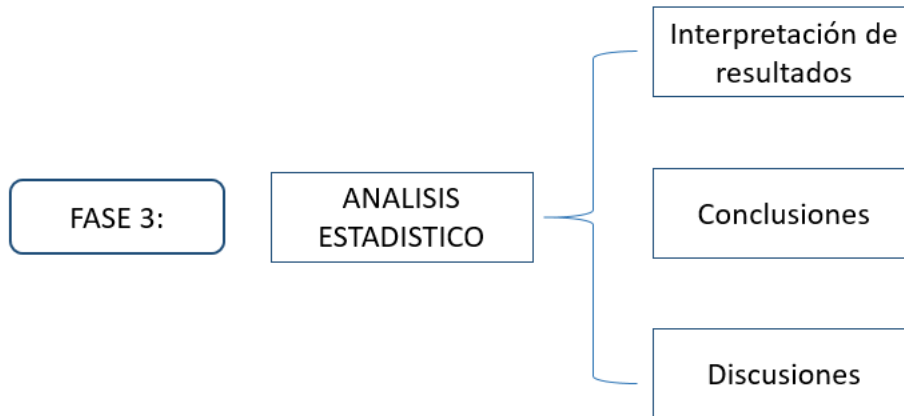 FASE 3:
ANALISIS
ESTADISTICO
Interpretación de
resultados
Conclusiones
Discusiones